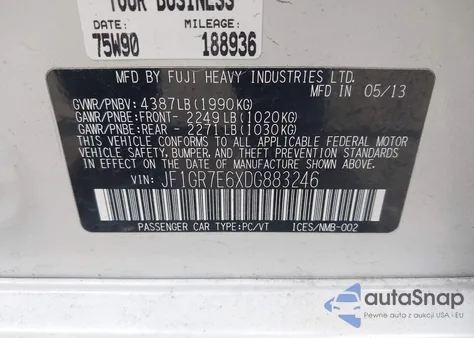 YOUR BUSINESS
DATE: MILEAGE:
75W90 188936
MFD BY FUJI HEAVY INDUSTRIES LTD.
MFD IN 05/13
GVWR/PNBV: 4387LB(1990KG)
GAWR/PNBE:FRONT- 2249LB(1020KG)
GAWR/PNBE:REAR - 2271LB(1030KG)
THIS VEHICLE CONFORMS TO ALL APPLICABLE FEDERAL MOTOR
VEHICLE SAFETY, BUMPER, AND THEFT PREVENTION STANDARDS
IN EFFECT ON THE DATE OF MANUFACTURE SHOWN ABOVE.
VIN: JF1GR7E6XDG883246
PASSENGER CAR TYPE:PC/VT ICES/NMB-002
autoSnap
Pewne auto z aukcji USA i EU